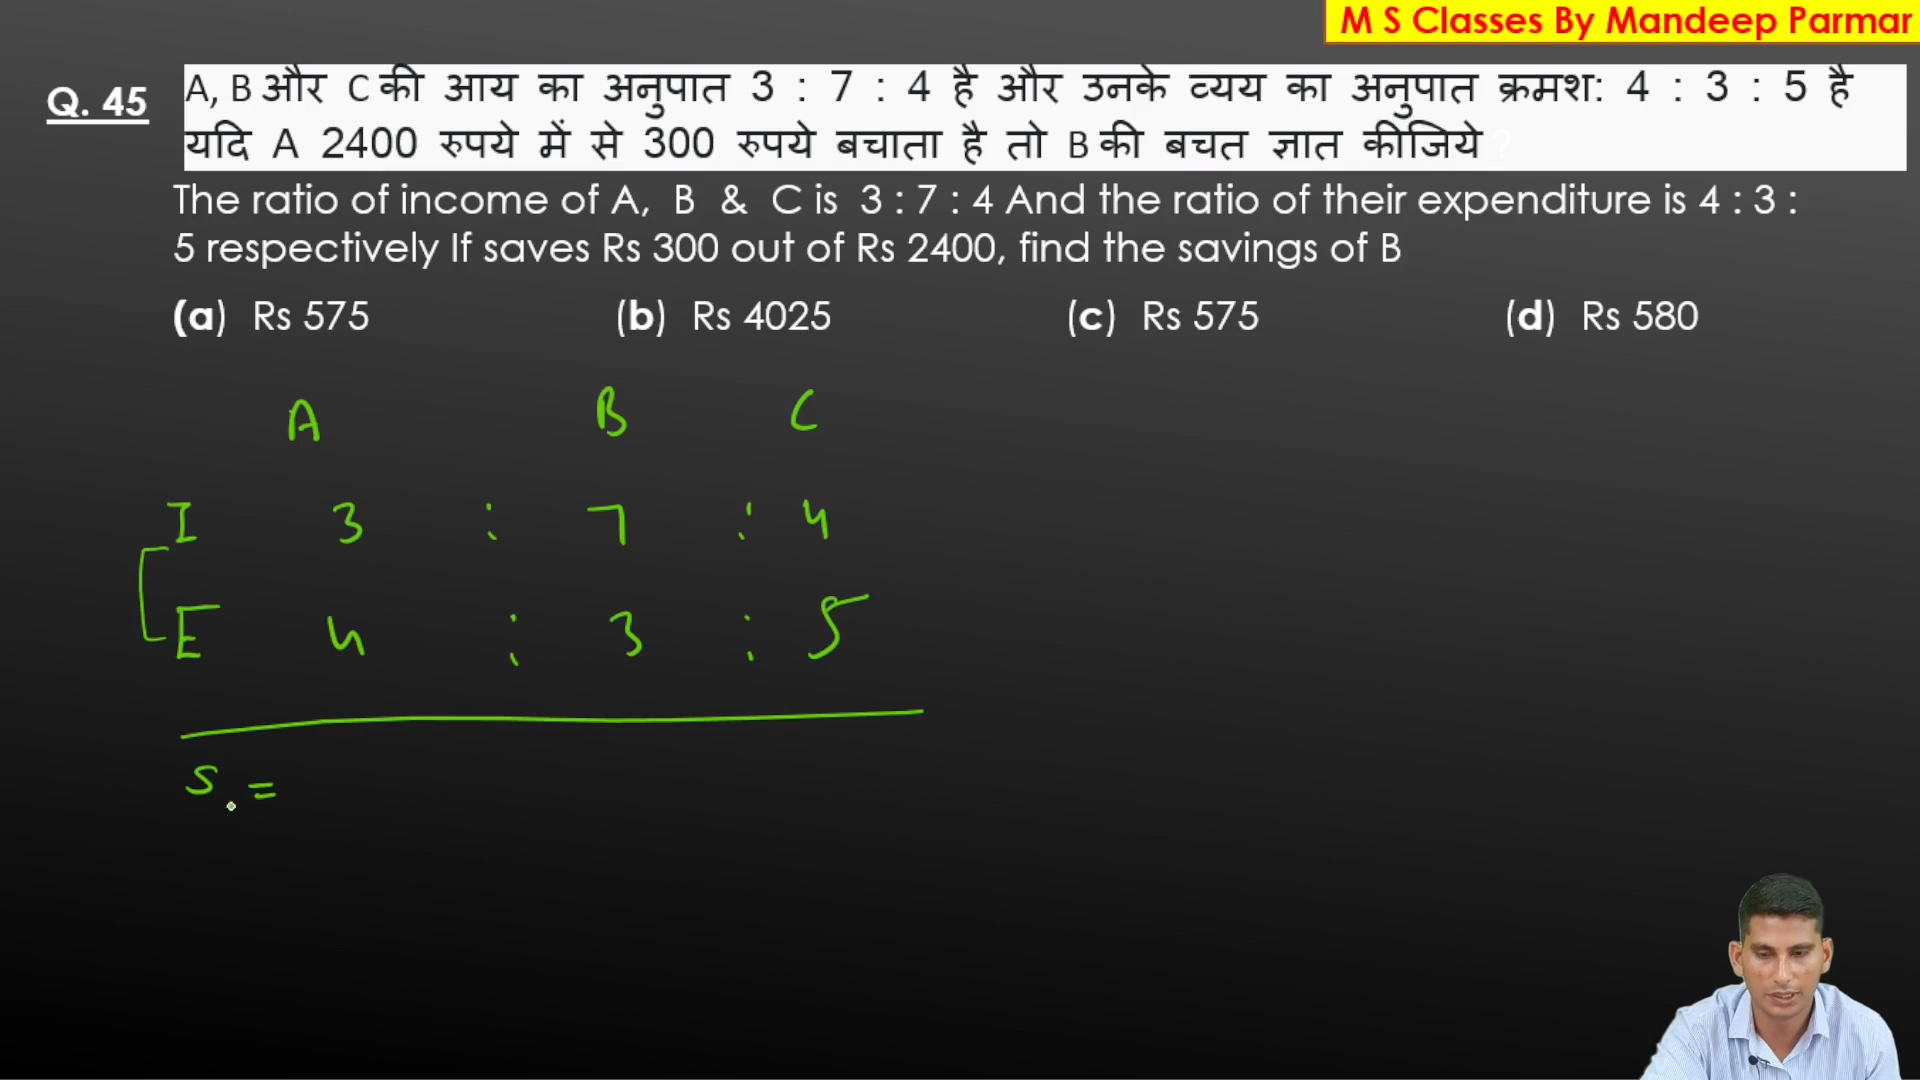 M S Classes By Mandeep Parmar
Q. 45
A, B और C की आय का अनुपात 3 : 7 : 4 है और उनके व्यय का अनुपात क्रमश: 4 : 3 : 5 है
यदि A 2400 रुपये में से 300 रुपये बचाता है तो B की बचत ज्ञात कीजिये ?
The ratio of income of A, B & C is 3 : 7 : 4 And the ratio of their expenditure is 4 : 3 :
5 respectively If saves Rs 300 out of Rs 2400, find the savings of B
(a) Rs 575 (b) Rs 4025 (c) Rs 575 (d) Rs 580
A B C
I 3 : 7 : 4
E 4 : 3 : 5
S . =